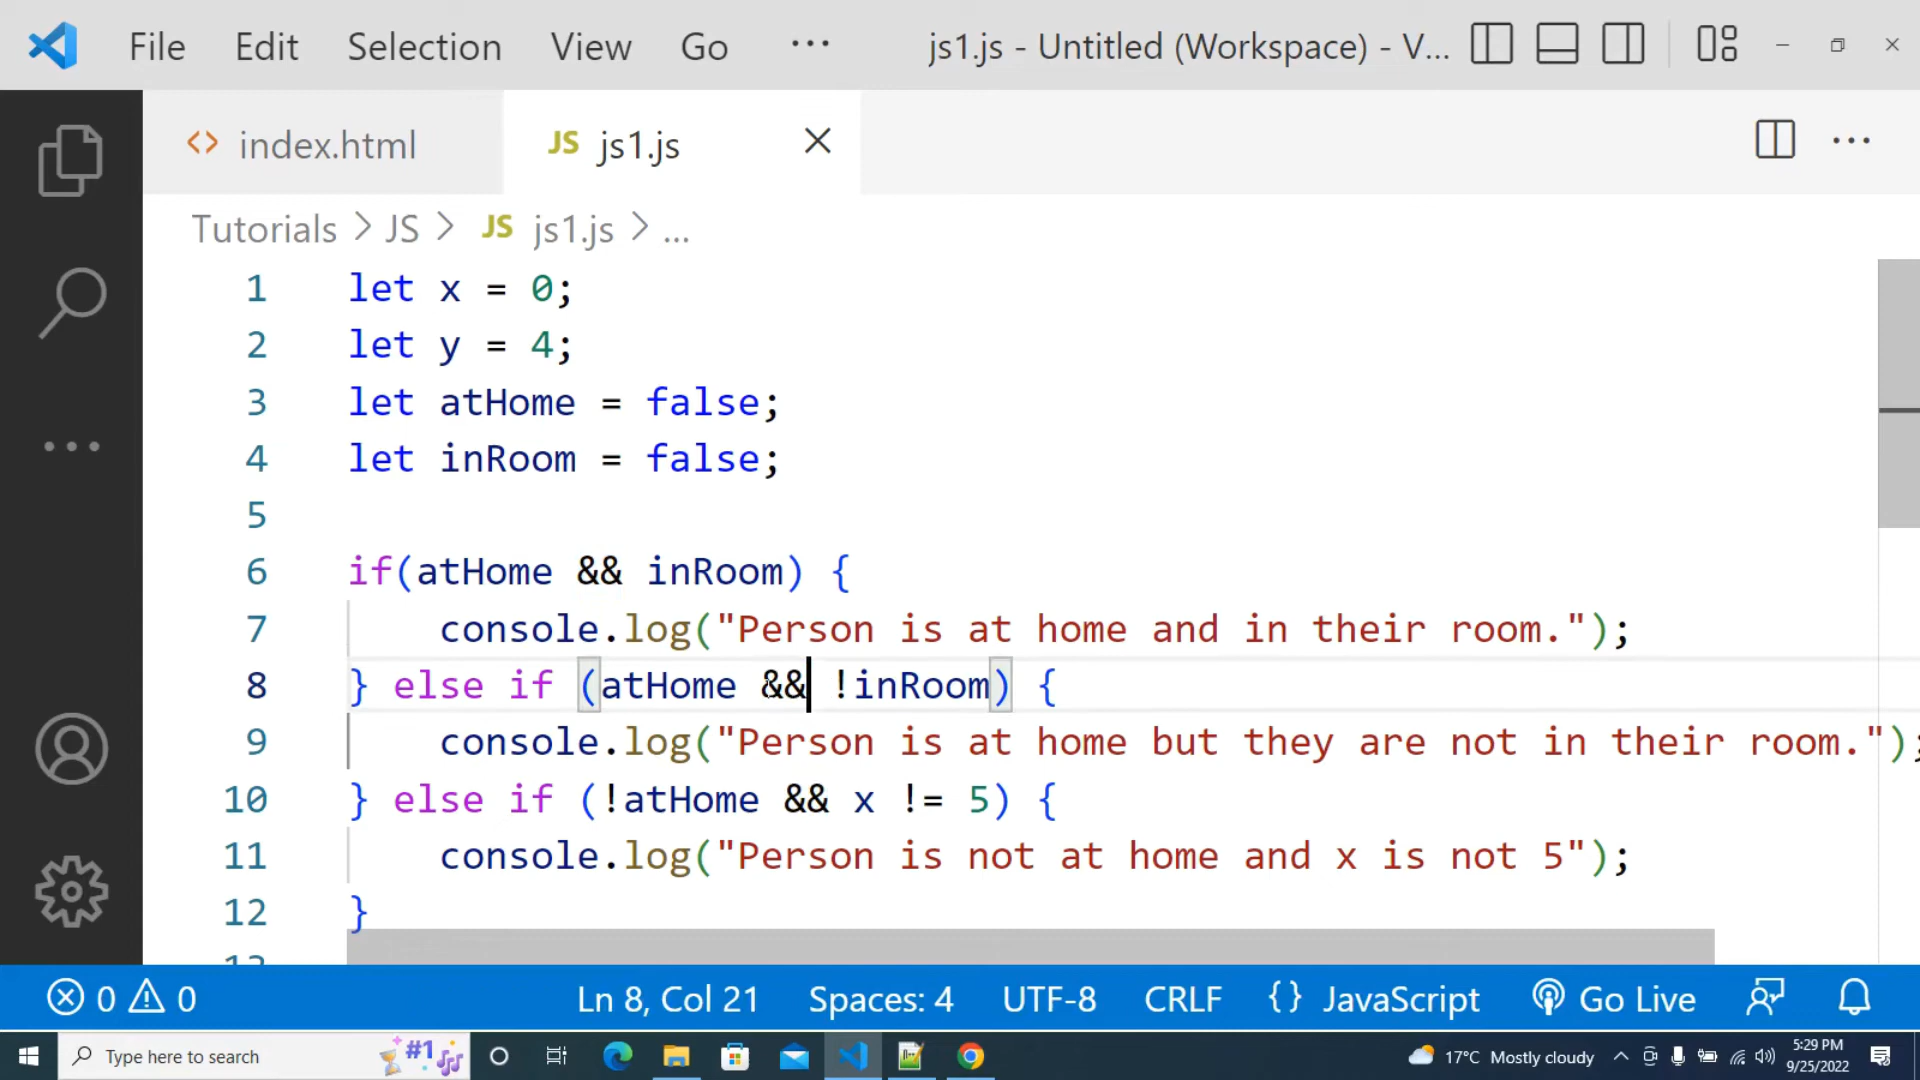 File Edit Selection View Go ··· js1.js - Untitled (Workspace) - V...
<> index.html JS js1.js
Tutorials > JS > JS js1.js > ...
1 let x = 0;
2 let y = 4;
3 let atHome = false;
4 let inRoom = false;
5
6 if(atHome && inRoom) {
7 console.log("Person is at home and in their room.");
8 } else if (atHome && !inRoom) {
9 console.log("Person is at home but they are not in their room.");
10 } else if (!atHome && x != 5) {
11 console.log("Person is not at home and x is not 5");
12 }
13
0 0 Ln 8, Col 21 Spaces: 4 UTF-8 CRLF {} JavaScript Go Live
Type here to search #1 17°C Mostly cloudy 5:29 PM
9/25/2022